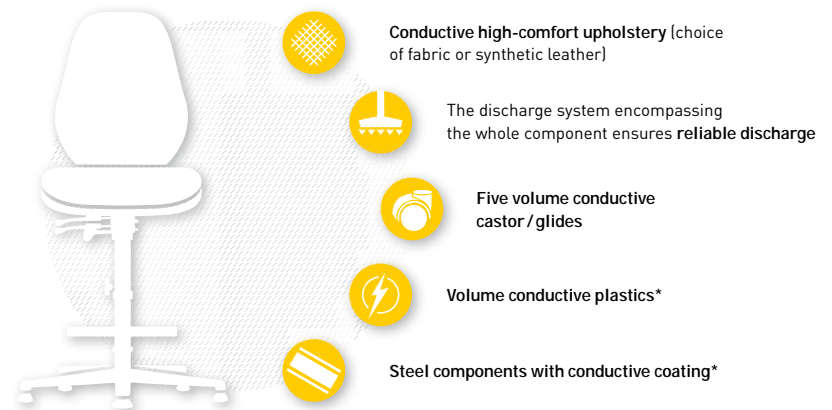 Conductive high-comfort upholstery (choice
of fabric or synthetic leather)
The discharge system encompassing
the whole component ensures reliable discharge
Five volume conductive
castor / glides
Volume conductive plastics*
Steel components with conductive coating*